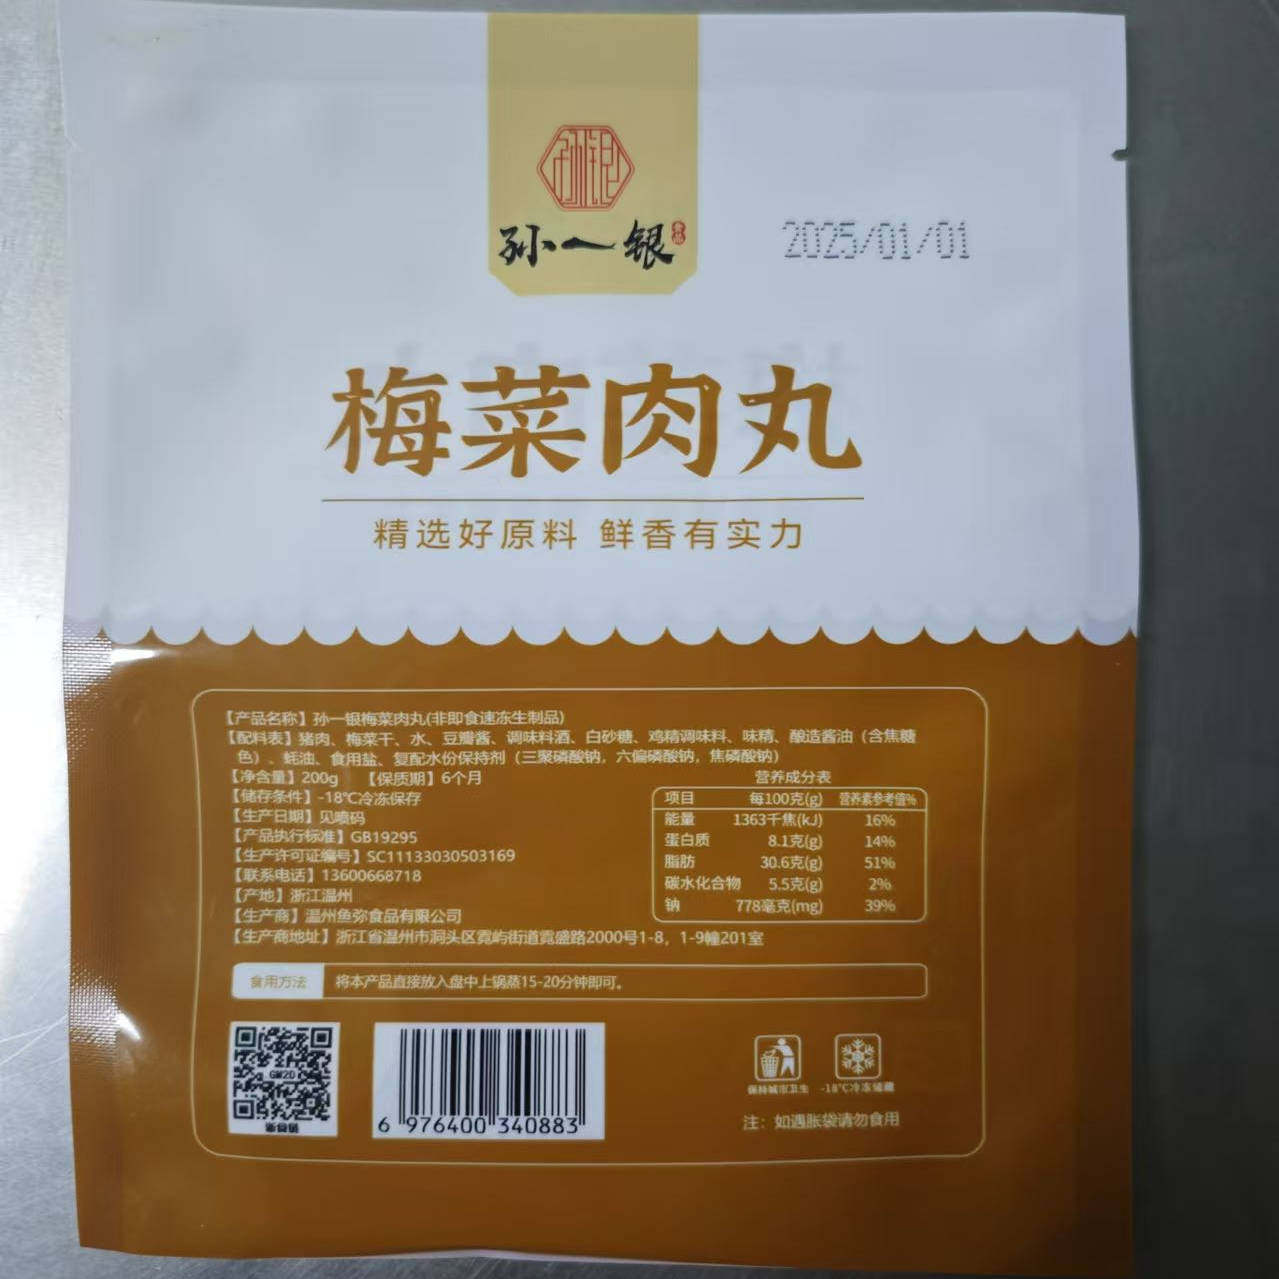 孙一银
2025/01/01
梅菜肉丸
精选好原料 鲜香有实力
【产品名称】孙一银梅菜肉丸(非即食速冻生制品)
【配料表】猪肉、梅菜干、水、豆瓣酱、调味料酒、白砂糖、鸡精调味料、味精、酿造酱油（含焦糖
色）、蚝油、食用盐、复配水份保持剂（三聚磷酸钠，六偏磷酸钠，焦磷酸钠）
【净含量】200g 【保质期】6个月
【储存条件】-18℃冷冻保存
【生产日期】见喷码
【产品执行标准】GB19295
【生产许可证编号】SC11133030503169
【联系电话】13600668718
【产地】浙江温州
【生产商】温州鱼弥食品有限公司
【生产商地址】浙江省温州市洞头区霓屿街道霓盛路2000号1-8，1-9幢201室
营养成分表
项目 每100克(g) 营养素参考值%
能量 1363千焦(kJ) 16%
蛋白质 8.1克(g) 14%
脂肪 30.6克(g) 51%
碳水化合物 5.5克(g) 2%
钠 778毫克(mg) 39%
食用方法 将本产品直接放入盘中上锅蒸15-20分钟即可。
GM2D
6 976400 340883
保持城市卫生 -18℃冷冻储藏
注：如遇胀袋请勿食用